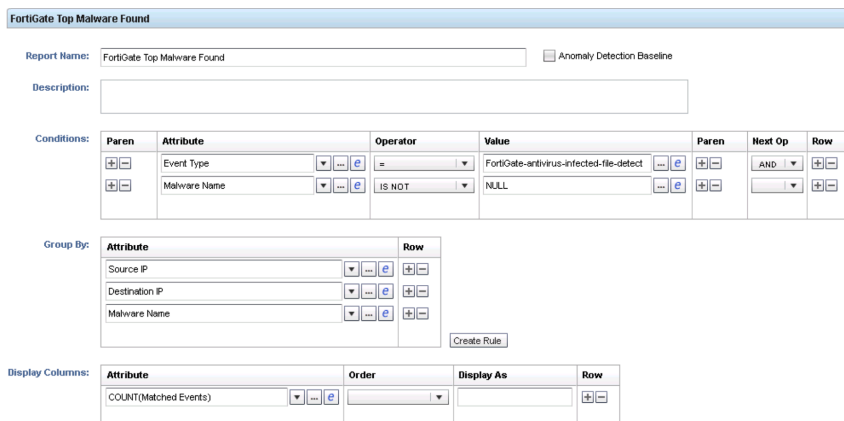 FortiGate Top Malware Found
Report Name: FortiGate Top Malware Found Anomaly Detection Baseline
Description:
Conditions: Paren Attribute Operator Value Paren Next Op Row
+ - Event Type ... e = FortiGate-antivirus-infected-file-detect ... e + - AND + -
+ - Malware Name ... e IS NOT NULL ... e + - + -
Group By: Attribute Row
Source IP ... e + -
Destination IP ... e + -
Malware Name ... e + -
Create Rule
Display Columns: Attribute Order Display As Row
COUNT(Matched Events) ... e + -